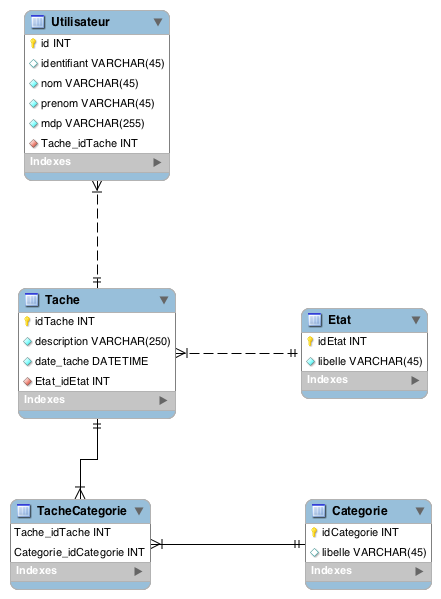 Utilisateur
id INT
identifiant VARCHAR(45)
nom VARCHAR(45)
prenom VARCHAR(45)
mdp VARCHAR(255)
Tache_idTache INT
Indexes
Tache
idTache INT
description VARCHAR(250)
date_tache DATETIME
Etat_idEtat INT
Indexes
Etat
idEtat INT
libelle VARCHAR(45)
Indexes
TacheCategorie
Tache_idTache INT
Categorie_idCategorie INT
Indexes
Categorie
idCategorie INT
libelle VARCHAR(45)
Indexes